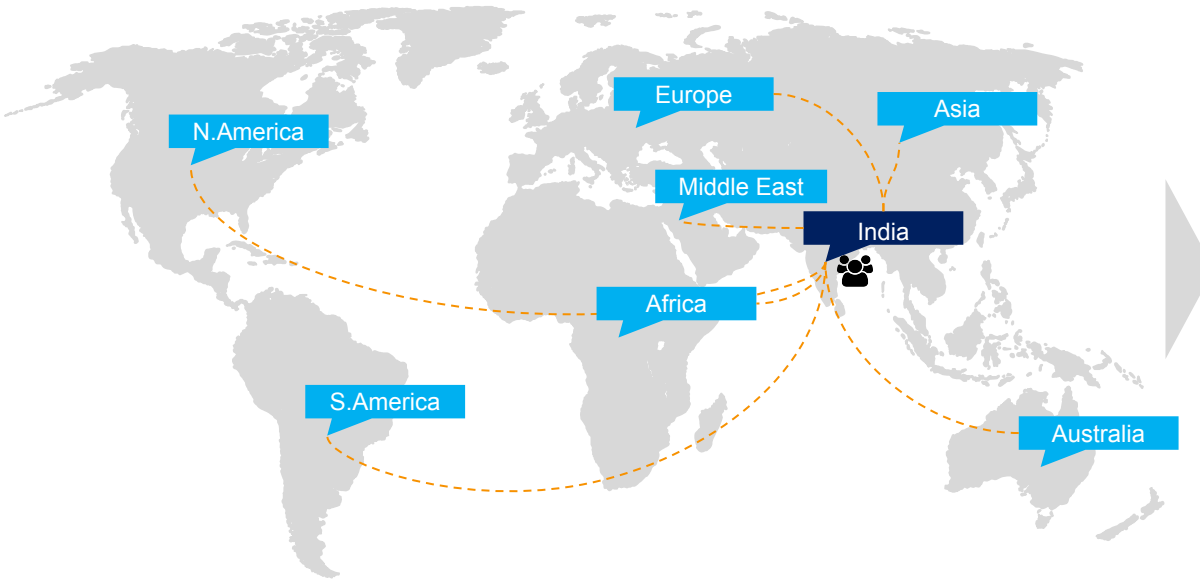 Europe
Asia
N.America
Middle East
India
Africa
S.America
Australia